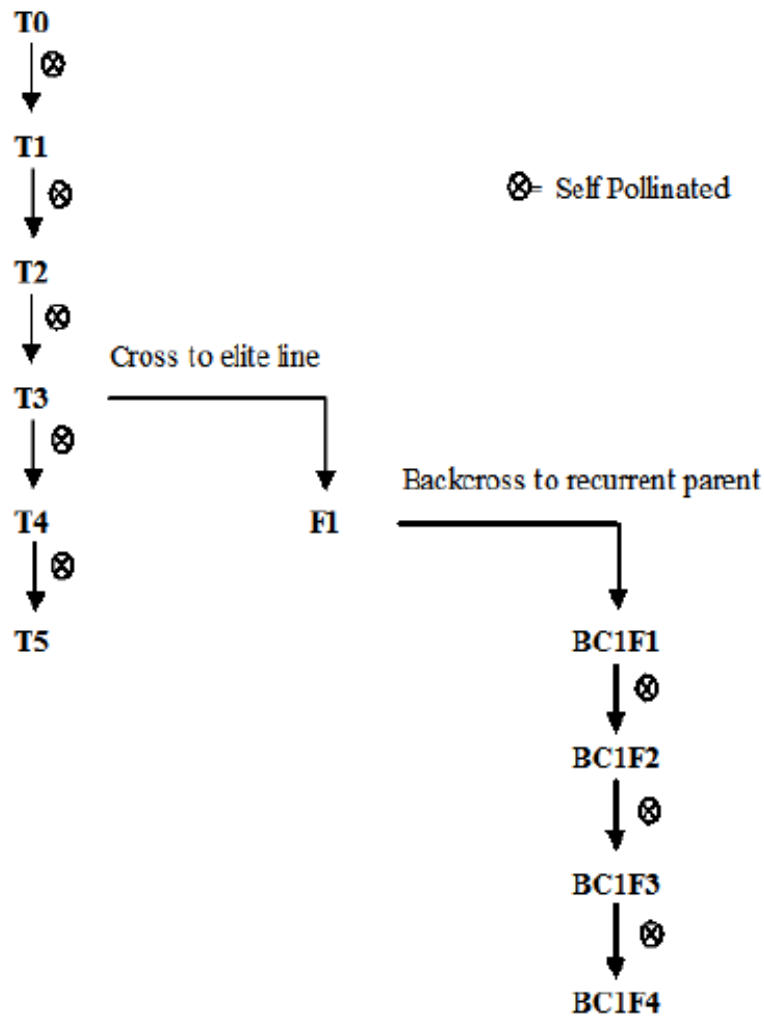 T0
T1
⊗= Self Pollinated
T2
Cross to elite line
T3
Backcross to recurrent parent
T4
F1
T5
BC1F1
BC1F2
BC1F3
BC1F4